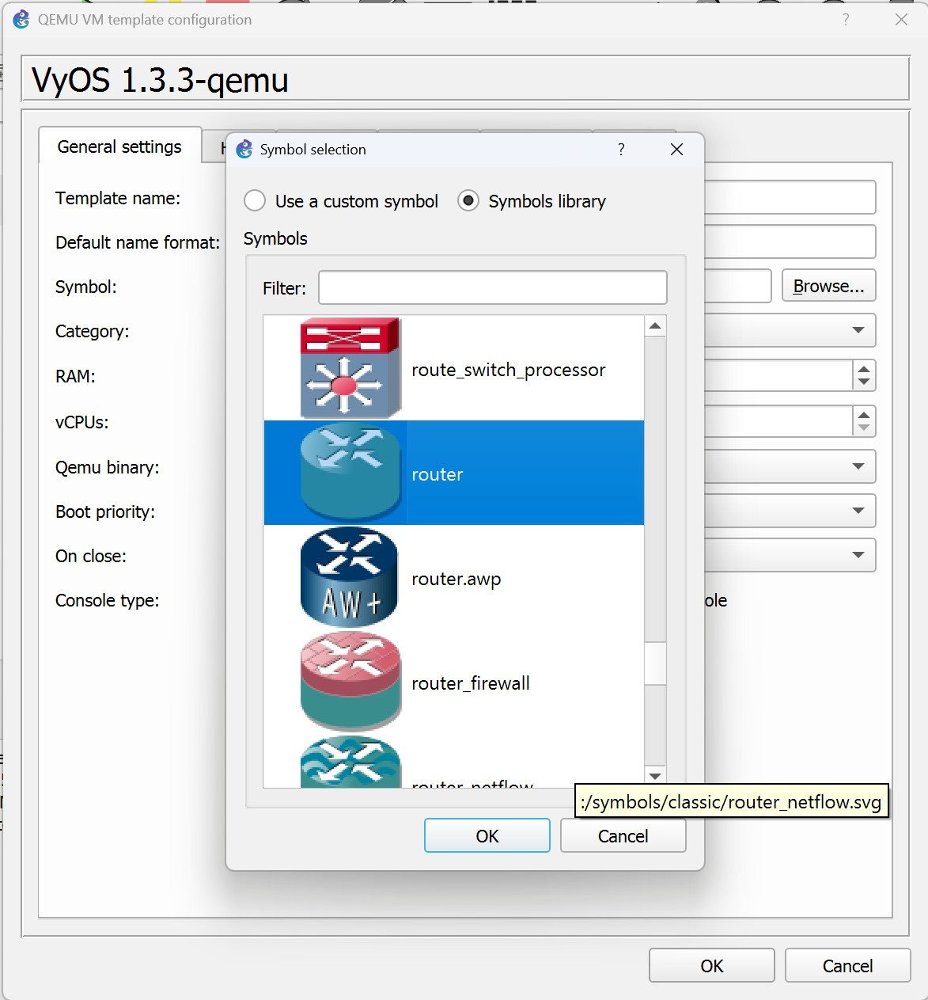 QEMU VM template configuration
?
VyOS 1.3.3-qemu
General settings
Symbol selection
?
Use a custom symbol
Symbols library
Template name:
Default name format:
Symbols
Symbol:
Filter:
Browse...
Category:
route_switch_processor
RAM:
vCPUs:
Qemu binary:
router
Boot priority:
On close:
router.awp
AW+
Console type:
ole
router_firewall
router_netflow
:/symbols/classic/router_netflow.svg
OK
Cancel
OK
Cancel